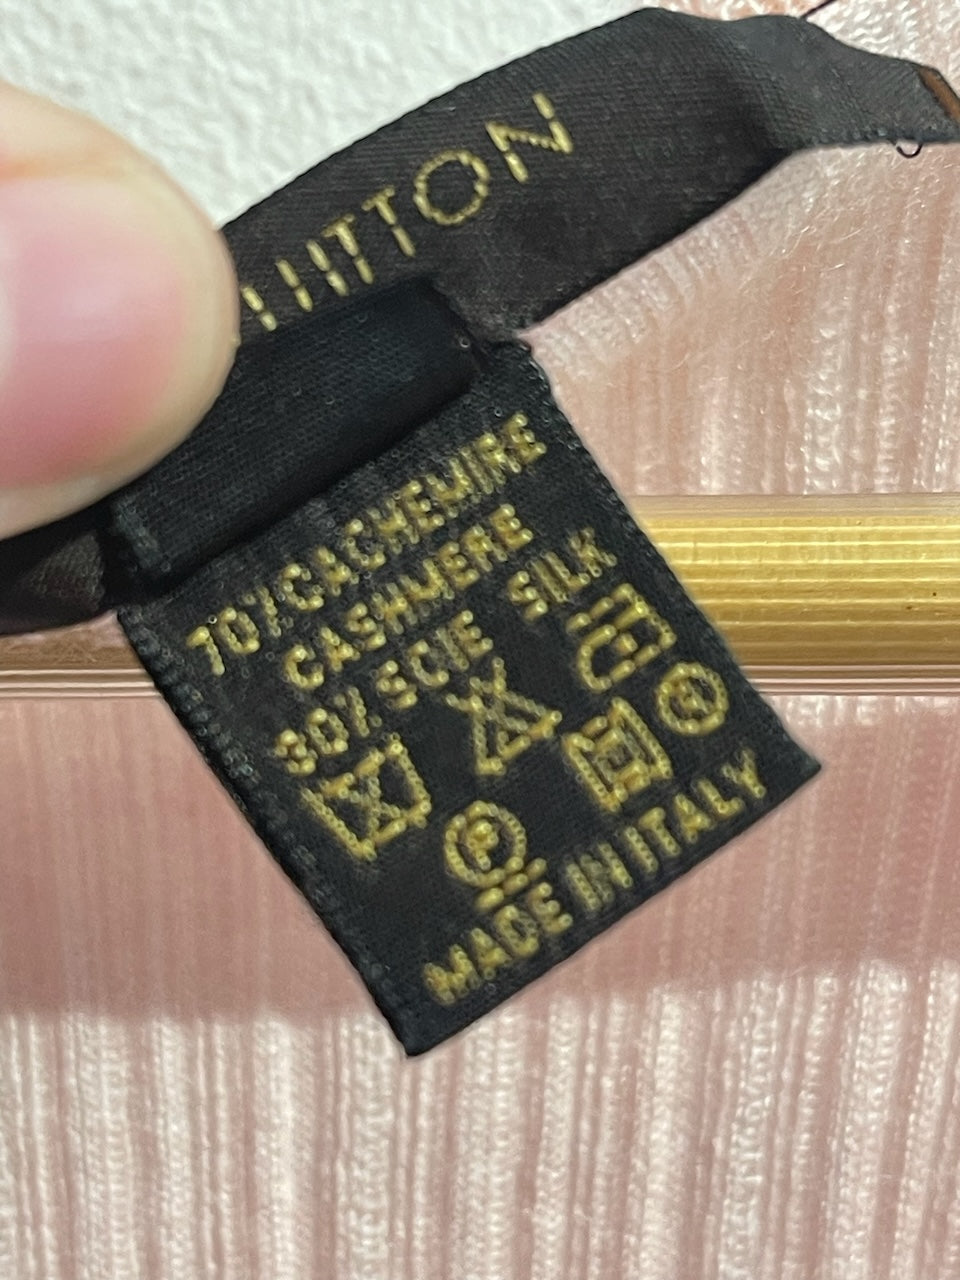 UITTON
70% CACHEMIRE
CASHMERE
30% SOIE SILK
MADE IN ITALY